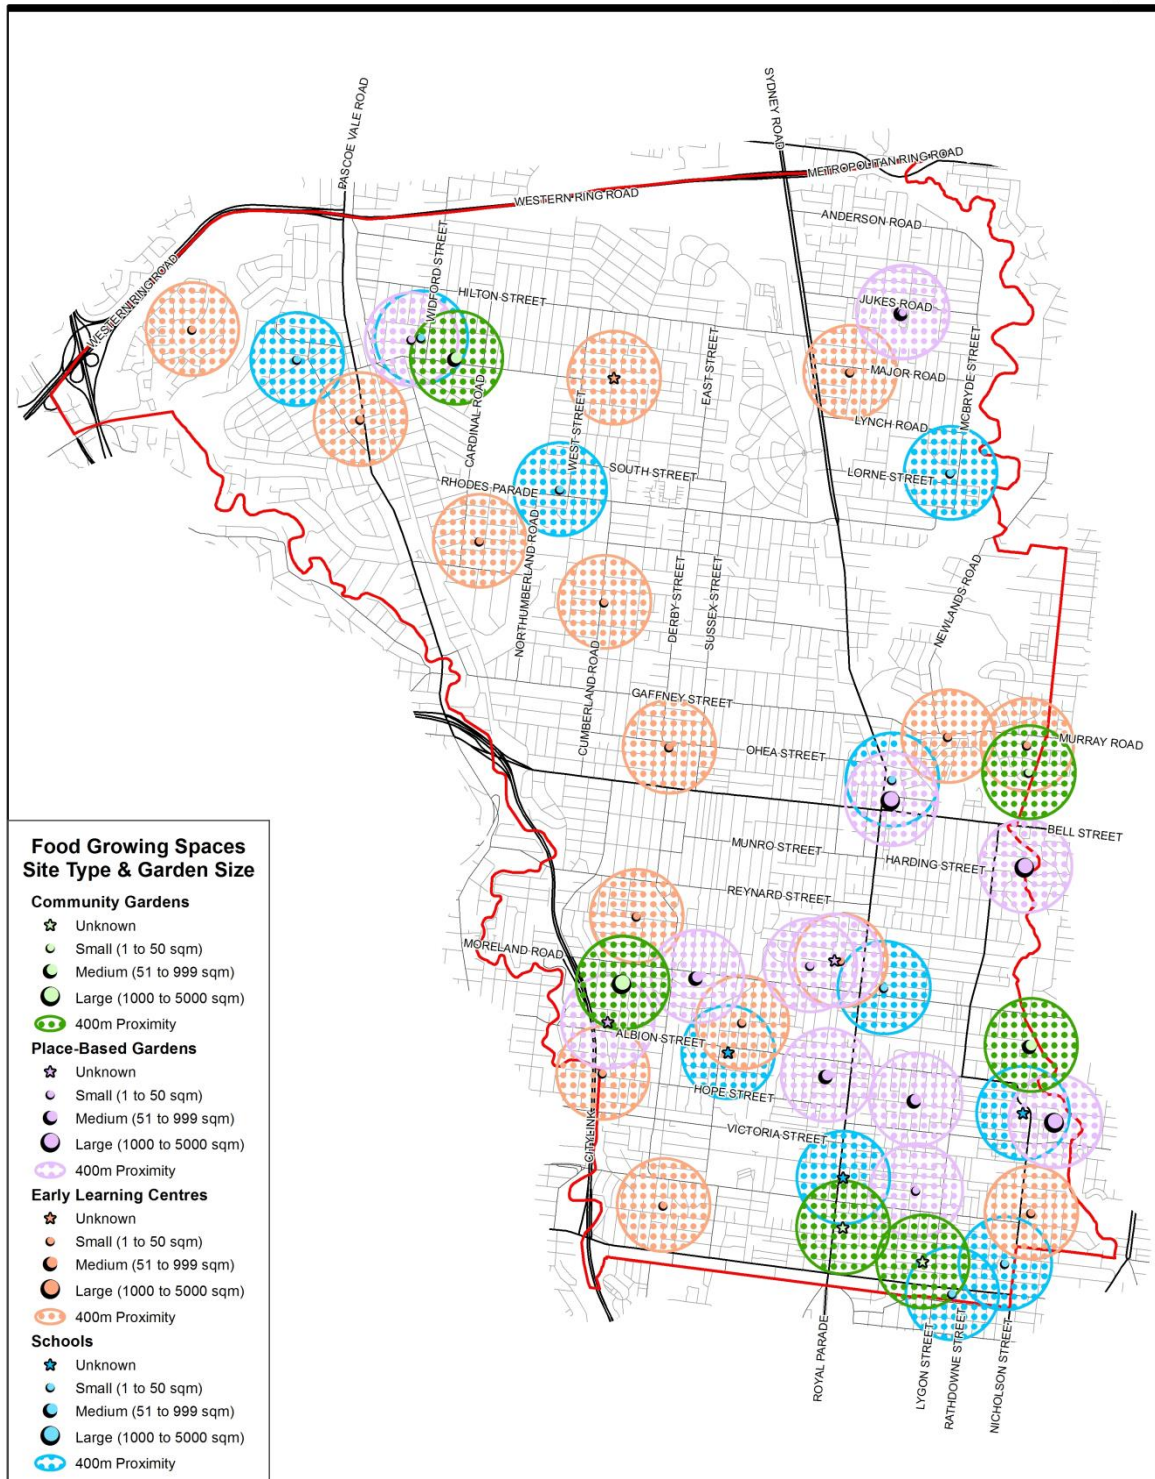 PASCOE VALE ROAD
SYDNEY ROAD
METROPOLITAN RING ROAD
WESTERN RING ROAD
ANDERSON ROAD
WIDFORD STREET
WESTERN RING ROAD
HILTON STREET
JUKES ROAD
EAST STREET
MCBRYDE STREET
MAJOR ROAD
CARDINAL ROAD
WEST STREET
LYNCH ROAD
SOUTH STREET
LORNE STREET
RHODES PARADE
NORTHUMBERLAND ROAD
DERBY STREET
SUSSEX STREET
NEWLANDS ROAD
CUMBERLAND ROAD
GAFFNEY STREET
OHEA STREET
MURRAY ROAD
BELL STREET
MUNRO STREET
HARDING STREET
REYNARD STREET
MORELAND ROAD
ALBION STREET
HOPE STREET
CITYLINK
VICTORIA STREET
ROYAL PARADE
LYGON STREET
RATHDOWNE STREET
NICHOLSON STREET
Food Growing Spaces
Site Type & Garden Size
Community Gardens
Unknown
Small (1 to 50 sqm)
Medium (51 to 999 sqm)
Large (1000 to 5000 sqm)
400m Proximity
Place-Based Gardens
Unknown
Small (1 to 50 sqm)
Medium (51 to 999 sqm)
Large (1000 to 5000 sqm)
400m Proximity
Early Learning Centres
Unknown
Small (1 to 50 sqm)
Medium (51 to 999 sqm)
Large (1000 to 5000 sqm)
400m Proximity
Schools
Unknown
Small (1 to 50 sqm)
Medium (51 to 999 sqm)
Large (1000 to 5000 sqm)
400m Proximity